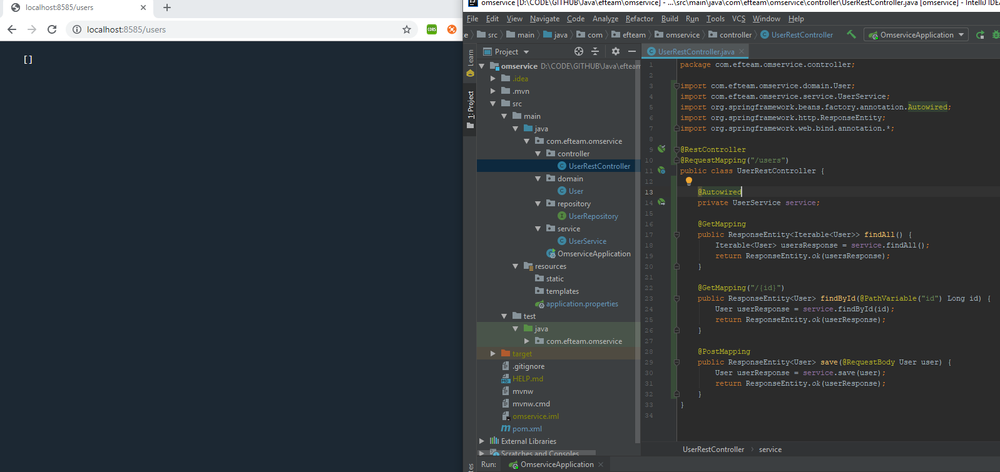 localhost:8585/users
localhost:8585/users
CORS
[]
omservice [D:\CODE\GITHUB\Java\efteam\omservice] - ...\src\main\java\com\efteam\omservice\controller\UserRestController.java [omservice] - IntelliJ IDEA
File Edit View Navigate Code Analyze Refactor Build Run Tools VCS Window Help
e src main java com efteam omservice controller UserRestController OmserviceApplication
Learn
1: Project
Project
omservice D:\CODE\GITHUB\Java\efteam
.idea
.mvn
src
main
java
com.efteam.omservice
controller
UserRestController
domain
User
repository
UserRepository
service
UserService
OmserviceApplication
resources
static
templates
application.properties
test
java
com.efteam.omservice
target
.gitignore
HELP.md
mvnw
mvnw.cmd
omservice.iml
pom.xml
External Libraries
Scratches and Consoles
UserRestController.java
1 package com.efteam.omservice.controller;
2
3 import com.efteam.omservice.domain.User;
4 import com.efteam.omservice.service.UserService;
5 import org.springframework.beans.factory.annotation.Autowired;
6 import org.springframework.http.ResponseEntity;
7 import org.springframework.web.bind.annotation.*;
8
9 @RestController
10 @RequestMapping("/users")
11 public class UserRestController {
12
13 @Autowired
14 private UserService service;
15
16 @GetMapping
17 public ResponseEntity<Iterable<User>> findAll() {
18 Iterable<User> usersResponse = service.findAll();
19 return ResponseEntity.ok(usersResponse);
20 }
21
22 @GetMapping("/{id}")
23 public ResponseEntity<User> findById(@PathVariable("id") Long id) {
24 User userResponse = service.findById(id);
25 return ResponseEntity.ok(userResponse);
26 }
27
28 @PostMapping
29 public ResponseEntity<User> save(@RequestBody User user) {
30 User userResponse = service.save(user);
31 return ResponseEntity.ok(userResponse);
32 }
33 }
34
UserRestController > service
Run: OmserviceApplication